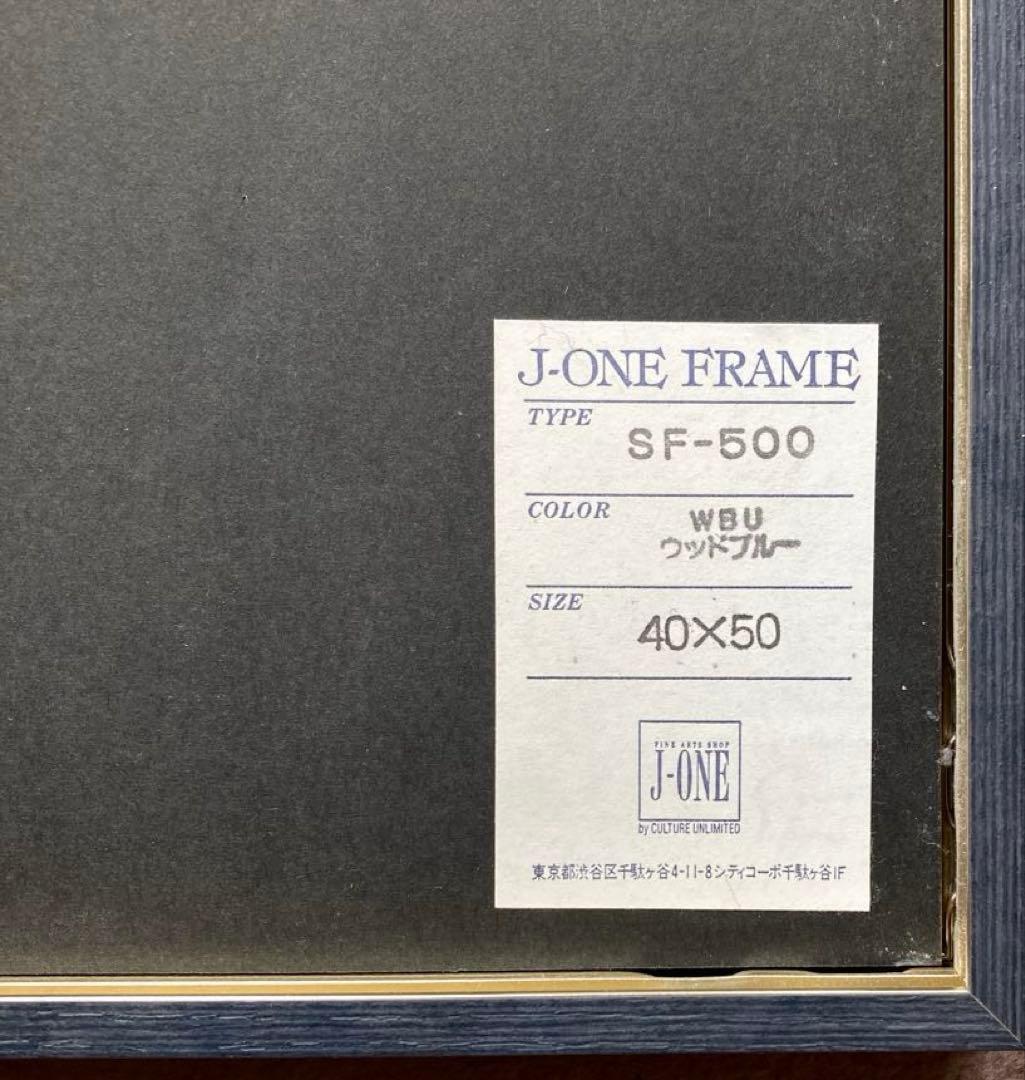 J-ONE FRAME
TYPE
SF-500
COLOR
WBU
ウッドブルー
SIZE
40×50
FINE ARTS SHOP
J-ONE
by CULTURE UNLIMITED
東京都渋谷区千駄ヶ谷4-11-8シティコーポ千駄ヶ谷1F